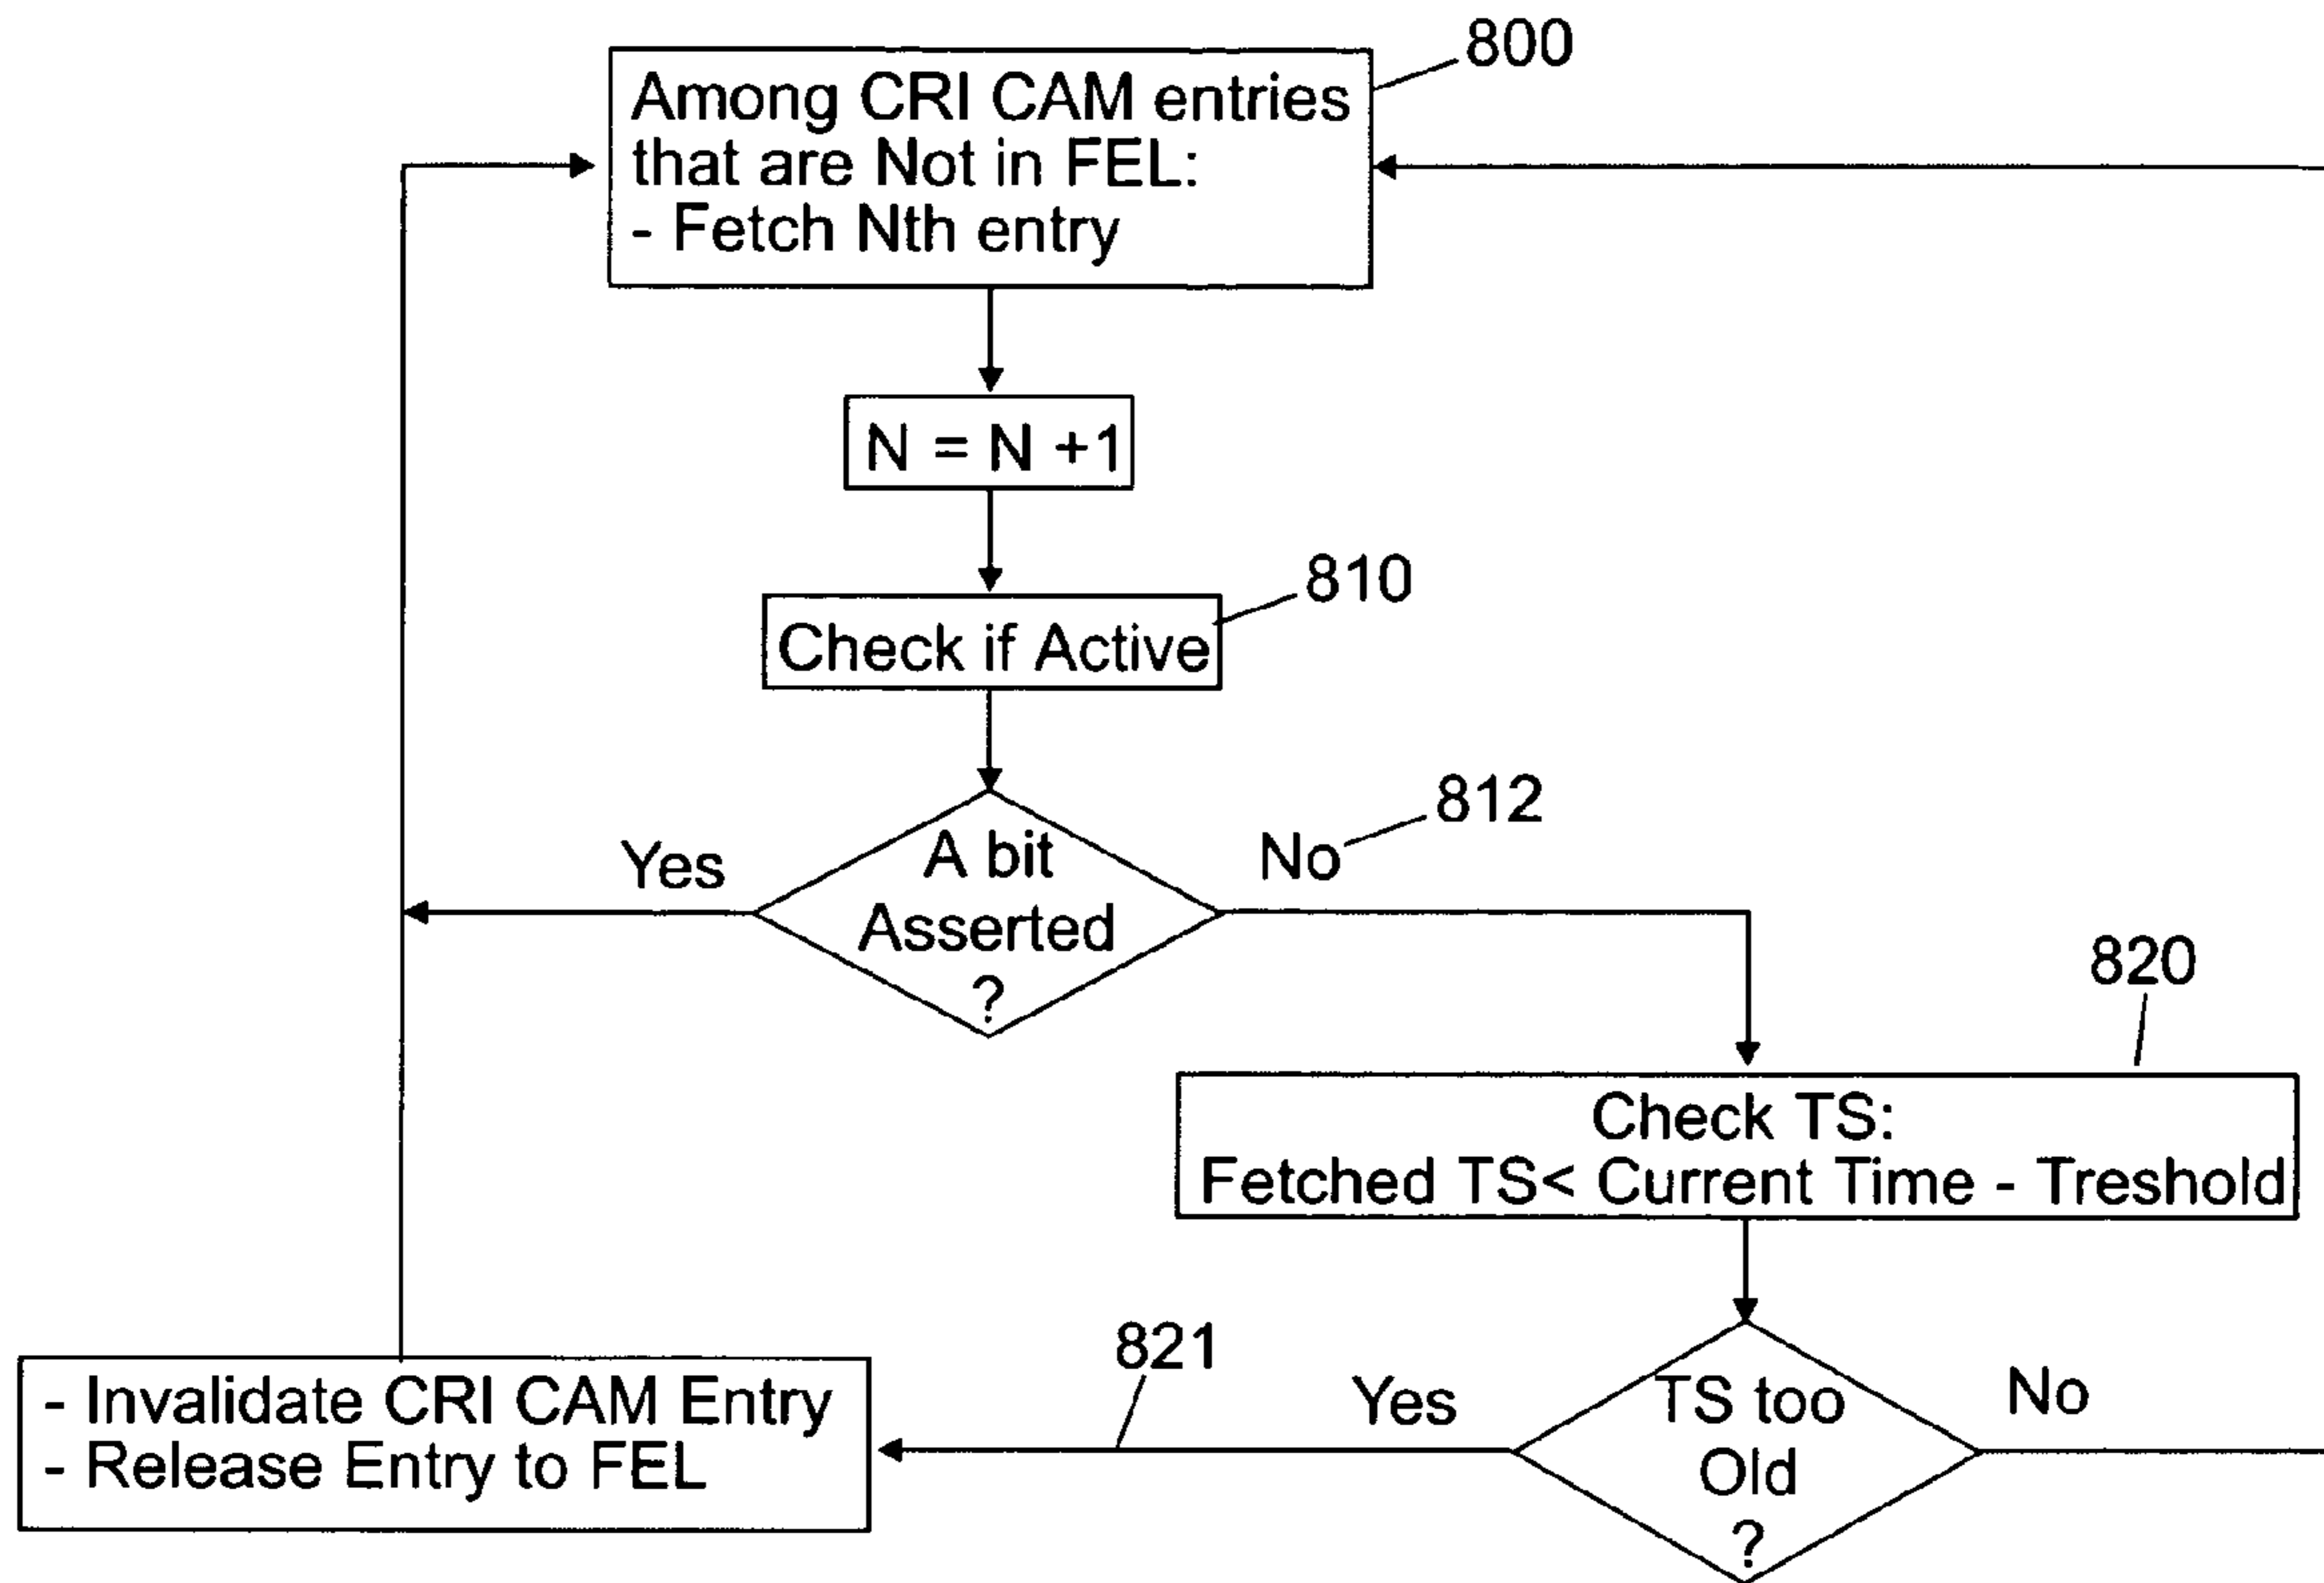 800
Among CRI CAM entries
that are Not in FEL:
- Fetch Nth entry
N = N +1
810
Check if Active
812
Yes
A bit
Asserted
?
No
820
Check TS:
Fetched TS< Current Time - Treshold
821
- Invalidate CRI CAM Entry
- Release Entry to FEL
Yes
TS too
Old
?
No